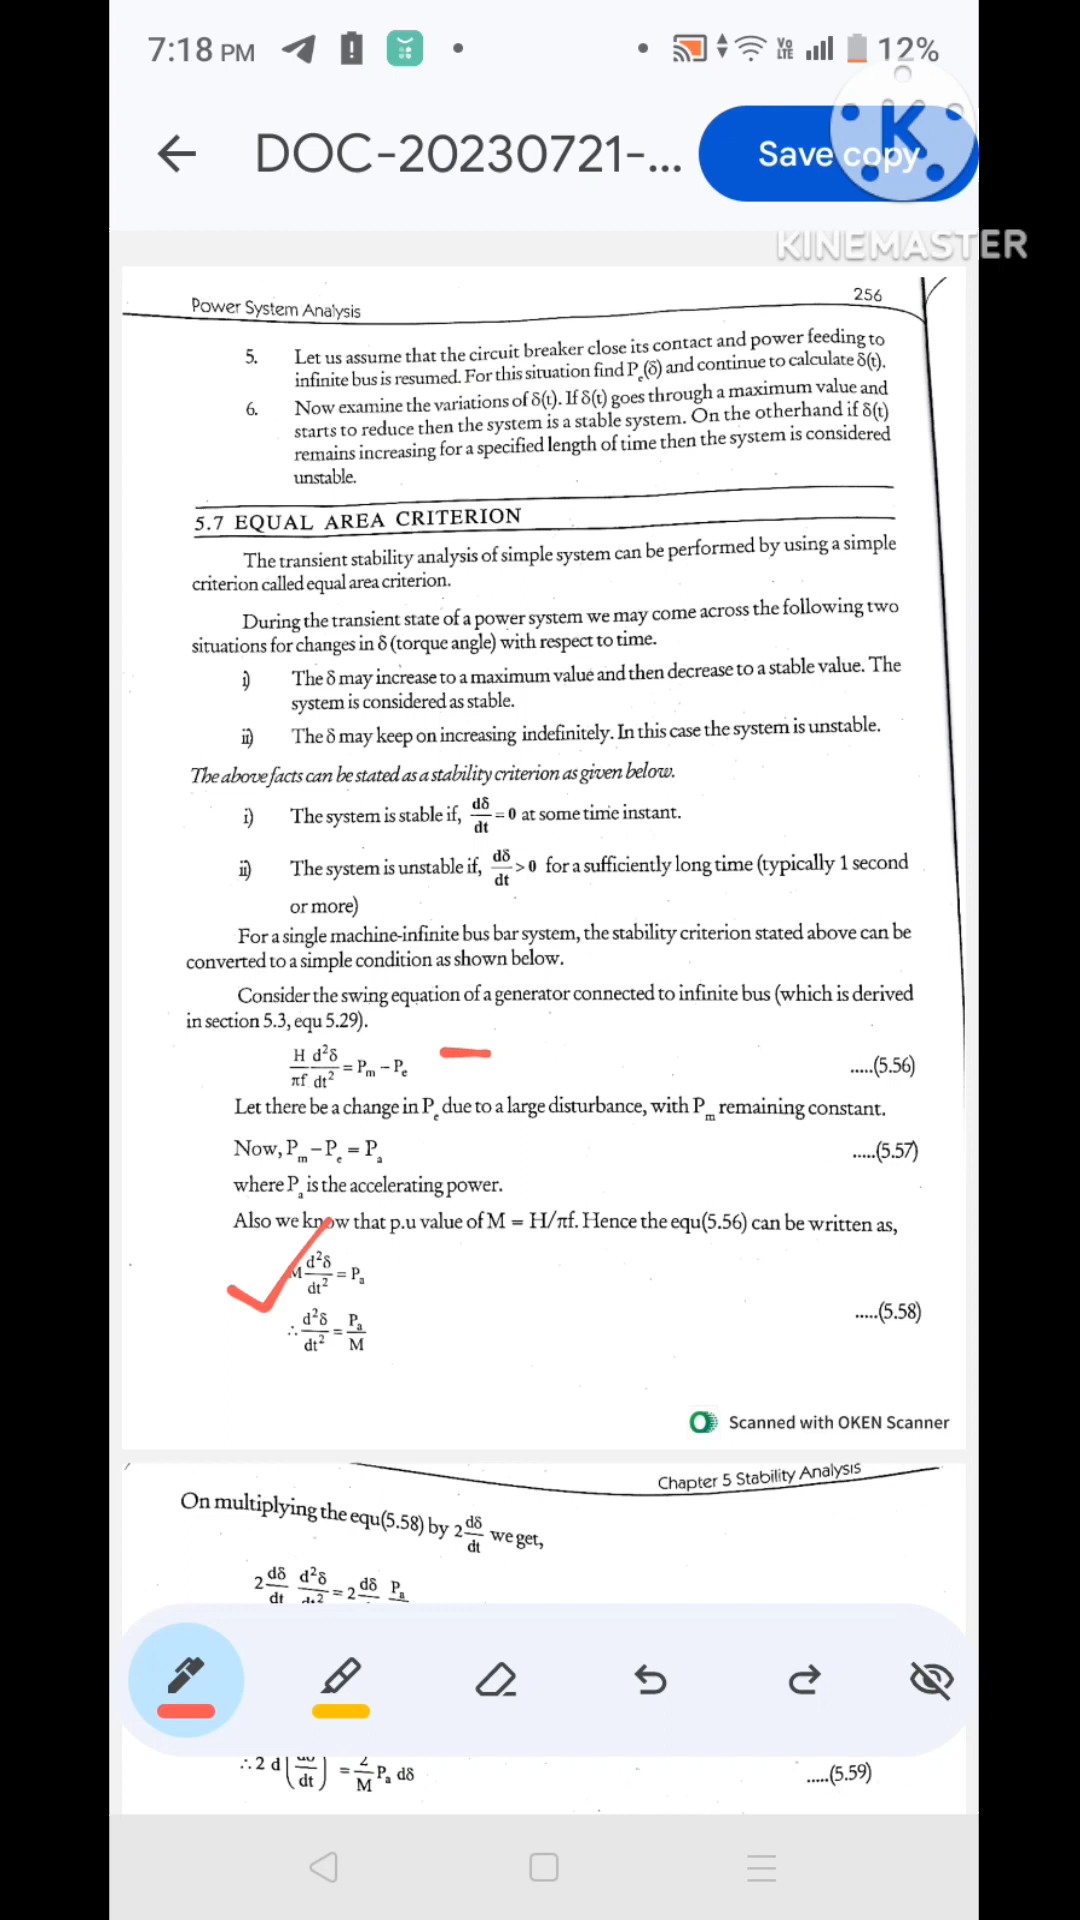 7:18 PM
Vo LTE
12%
DOC-20230721-...
Save copy
K
KINEMASTER
Power System Analysis
256
5. Let us assume that the circuit breaker close its contact and power feeding to
infinite bus is resumed. For this situation find Pₑ(δ) and continue to calculate δ(t).
6. Now examine the variations of δ(t). If δ(t) goes through a maximum value and
starts to reduce then the system is a stable system. On the otherhand if δ(t)
remains increasing for a specified length of time then the system is considered
unstable.
5.7 EQUAL AREA CRITERION
The transient stability analysis of simple system can be performed by using a simple
criterion called equal area criterion.
During the transient state of a power system we may come across the following two
situations for changes in δ (torque angle) with respect to time.
i) The δ may increase to a maximum value and then decrease to a stable value. The
system is considered as stable.
ii) The δ may keep on increasing indefinitely. In this case the system is unstable.
The above facts can be stated as a stability criterion as given below.
i) The system is stable if, dδ/dt = 0 at some time instant.
ii) The system is unstable if, dδ/dt > 0 for a sufficiently long time (typically 1 second
or more)
For a single machine-infinite bus bar system, the stability criterion stated above can be
converted to a simple condition as shown below.
Consider the swing equation of a generator connected to infinite bus (which is derived
in section 5.3, equ 5.29).
H/πf d²δ/dt² = Pₘ − Pₑ .....(5.56)
Let there be a change in Pₑ due to a large disturbance, with Pₘ remaining constant.
Now, Pₘ − Pₑ = Pₐ .....(5.57)
where Pₐ is the accelerating power.
Also we know that p.u value of M = H/πf. Hence the equ(5.56) can be written as,
M d²δ/dt² = Pₐ
∴ d²δ/dt² = Pₐ/M .....(5.58)
Scanned with OKEN Scanner
Chapter 5 Stability Analysis
On multiplying the equ(5.58) by 2 dδ/dt we get,
2 dδ/dt d²δ/dt² = 2 dδ Pₐ
∴ 2 d(dδ/dt) = 2/M Pₐ dδ .....(5.59)